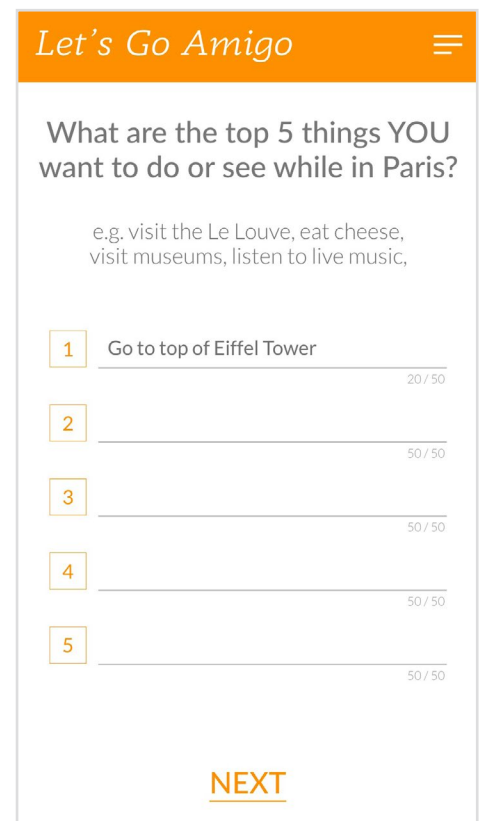 Let's Go Amigo
What are the top 5 things YOU
want to do or see while in Paris?
e.g. visit the Le Louve, eat cheese,
visit museums, listen to live music,
1 Go to top of Eiffel Tower
20 / 50
2
50 / 50
3
50 / 50
4
50 / 50
5
50 / 50
NEXT